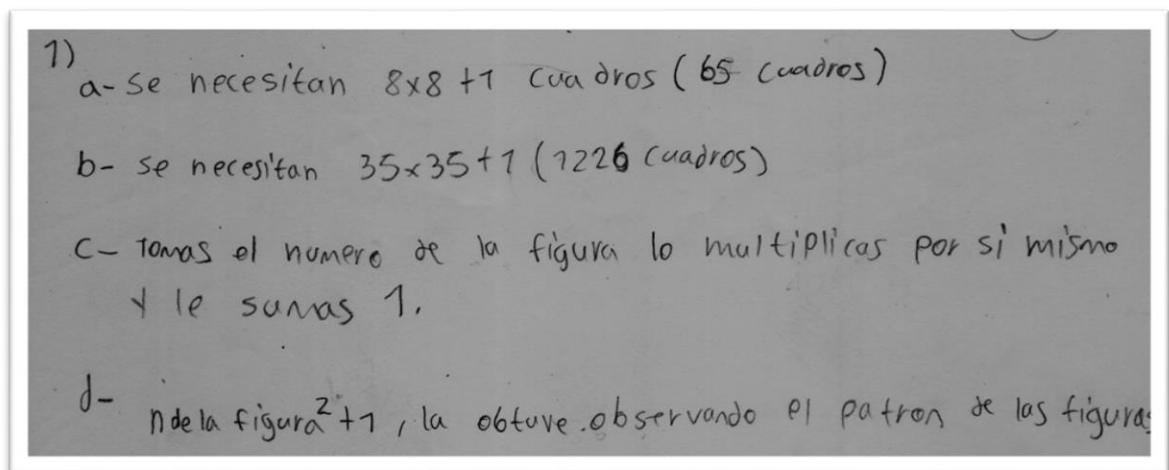 1)
a- se necesitan 8x8 +1 cuadros (65 cuadros)
b- se necesitan 35x35+1 (1226 cuadros)
c- Tomas el numero de la figura lo multiplicas por si mismo
y le sumas 1.
d- n de la figura²+1, la obtuve observando el patron de las figuras